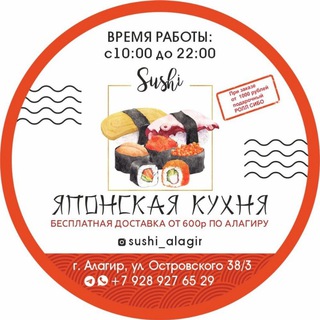 ВРЕМЯ РАБОТЫ:
с10:00 до 22:00
Sushi
При заказе
от 1000 рублей
подарочный
РОЛЛ СИБО
ЯПОНСКАЯ КУХНЯ
БЕСПЛАТНАЯ ДОСТАВКА ОТ 600р ПО АЛАГИРУ
sushi_alagir
г. Алагир, ул. Островского 38/3
+7 928 927 65 29